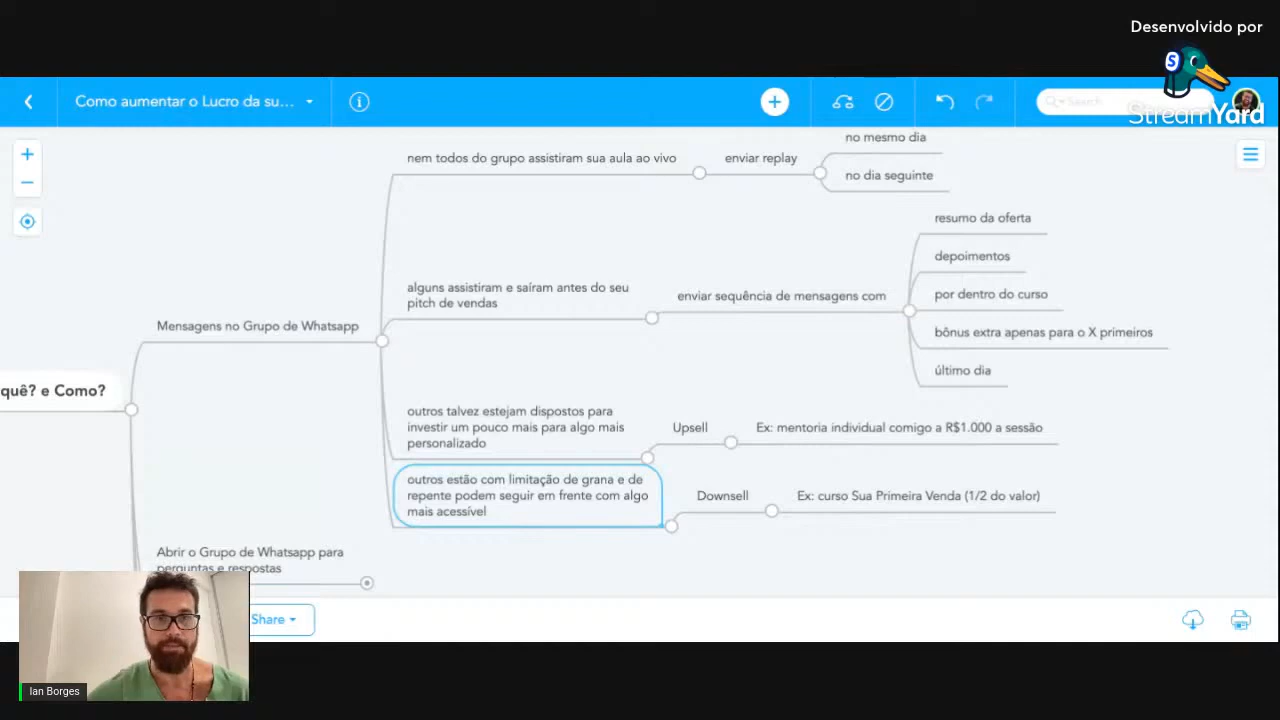 Desenvolvido por
StreamYard
Como aumentar o Lucro da su...
Search
nem todos do grupo assistiram sua aula ao vivo
enviar replay
no mesmo dia
no dia seguinte
alguns assistiram e saíram antes do seu
pitch de vendas
enviar sequência de mensagens com
resumo da oferta
depoimentos
por dentro do curso
bônus extra apenas para o X primeiros
último dia
Mensagens no Grupo de Whatsapp
quê? e Como?
outros talvez estejam dispostos para
investir um pouco mais para algo mais
personalizado
Upsell
Ex: mentoria individual comigo a R$1.000 a sessão
outros estão com limitação de grana e de
repente podem seguir em frente com algo
mais acessível
Downsell
Ex: curso Sua Primeira Venda (1/2 do valor)
Abrir o Grupo de Whatsapp para
perguntas e respostas
Share
Ian Borges